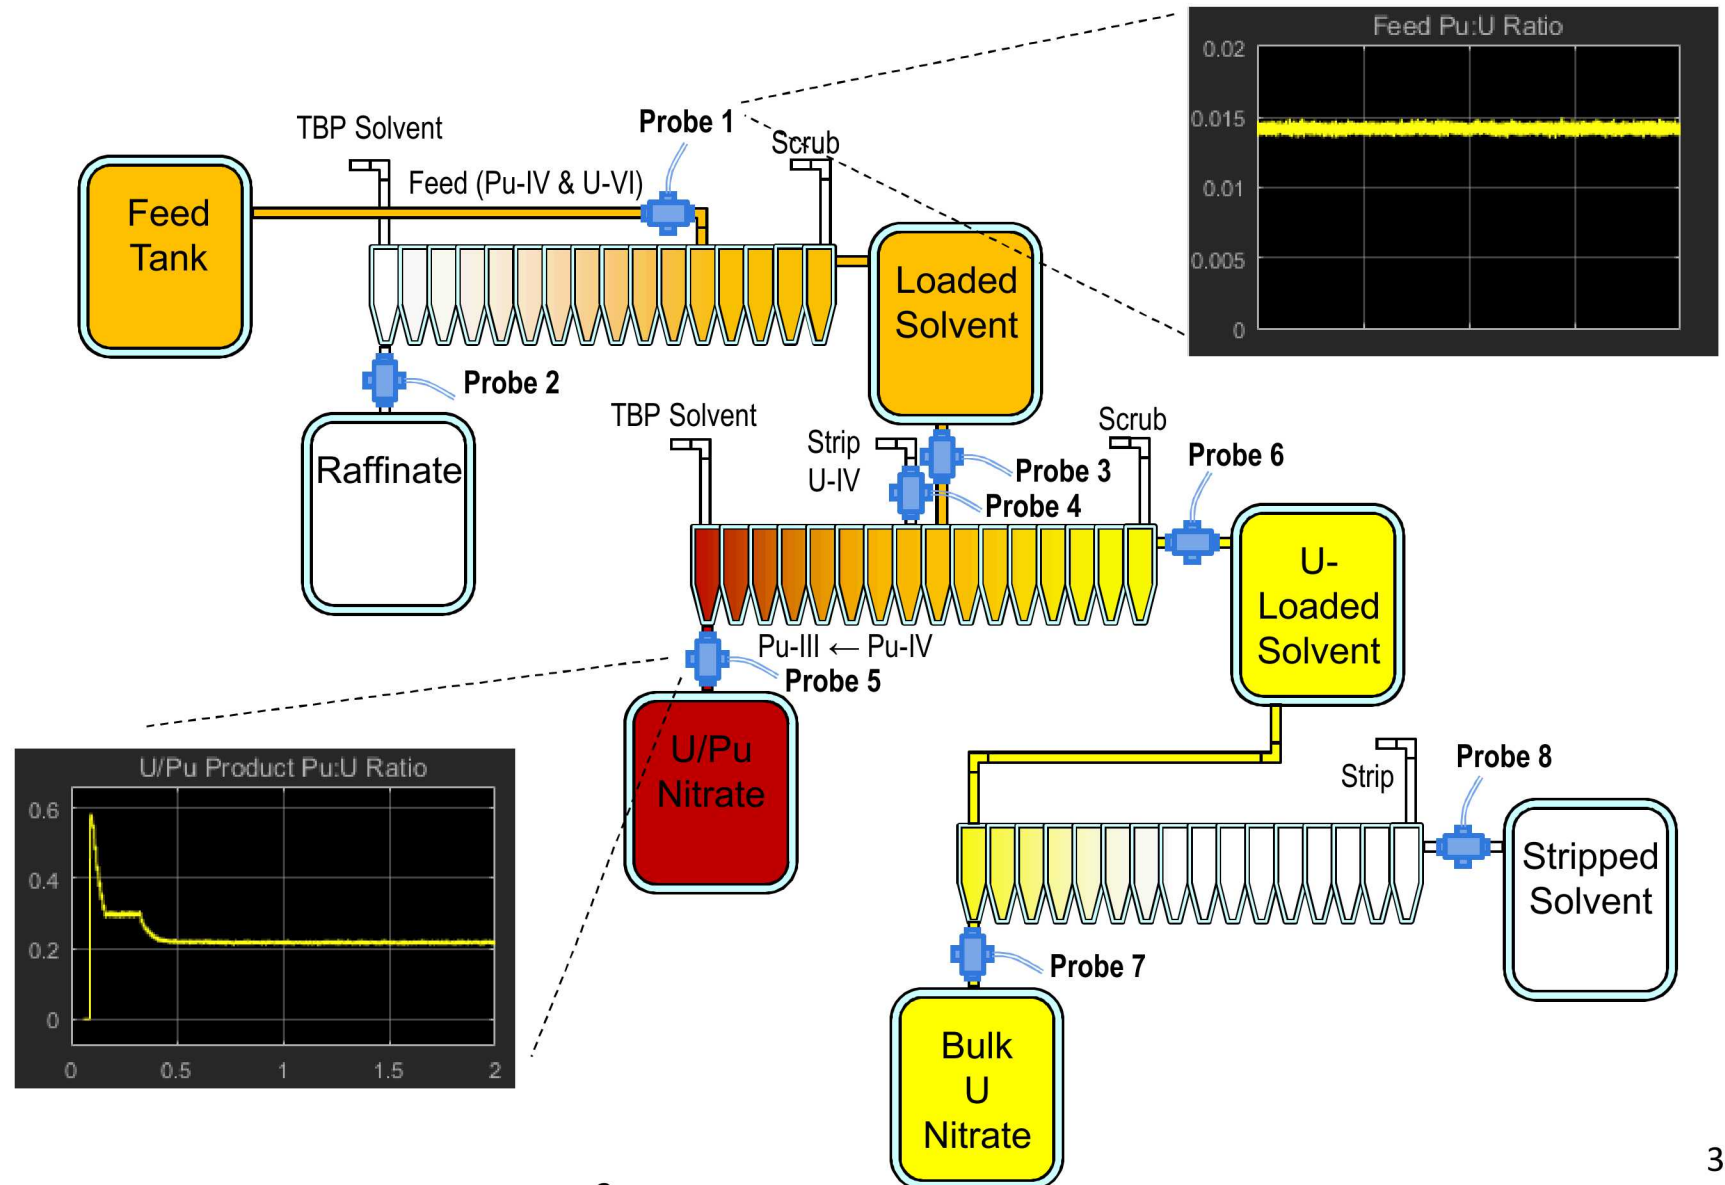 Feed Pu:U Ratio
0.02
0.015
0.01
0.005
0
TBP Solvent
Probe 1
Scrub
Feed (Pu-IV & U-VI)
Feed
Tank
Loaded
Solvent
Probe 2
Raffinate
TBP Solvent
Strip
U-IV
Scrub
Probe 3
Probe 4
Probe 6
U-
Loaded
Solvent
Pu-III ← Pu-IV
Probe 5
U/Pu
Nitrate
U/Pu Product Pu:U Ratio
0.6
0.4
0.2
0
0 0.5 1 1.5 2
Strip
Probe 8
Stripped
Solvent
Probe 7
Bulk
U
Nitrate
3